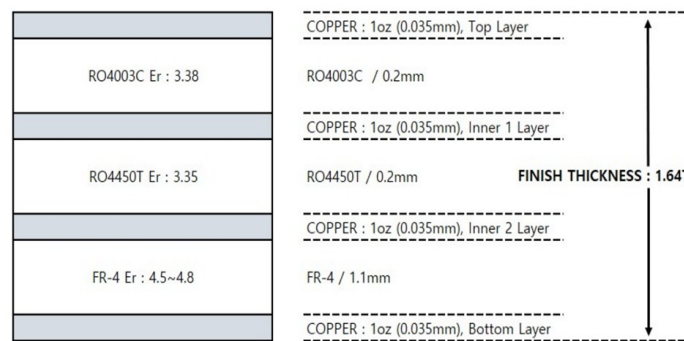 COPPER : 1oz (0.035mm), Top Layer
RO4003C Er : 3.38
RO4003C / 0.2mm
COPPER : 1oz (0.035mm), Inner 1 Layer
RO4450T Er : 3.35
RO4450T / 0.2mm
FINISH THICKNESS : 1.64T
COPPER : 1oz (0.035mm), Inner 2 Layer
FR-4 Er : 4.5~4.8
FR-4 / 1.1mm
COPPER : 1oz (0.035mm), Bottom Layer